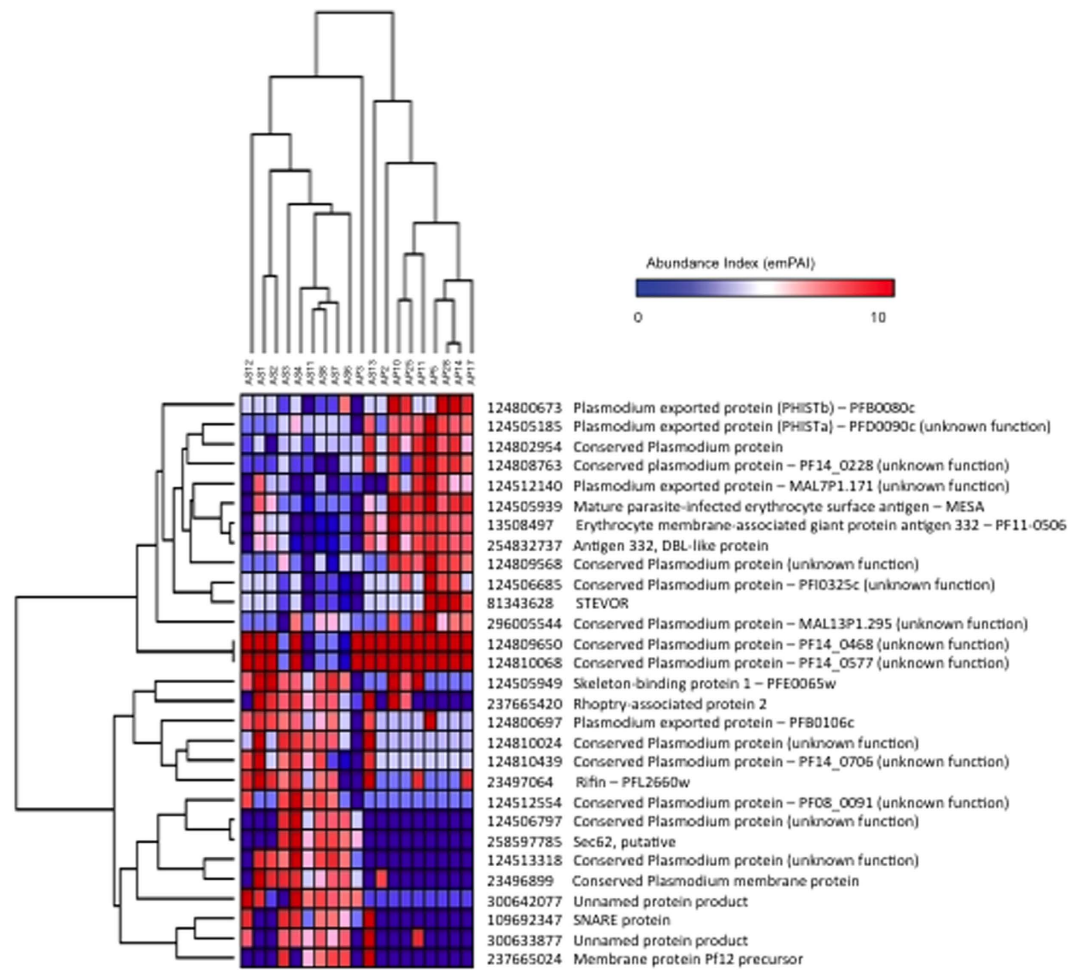 Abundance Index (emPAI)
0 10
AS12 AS1 AS2 AS3 AS4 AS11 AS8 AS7 AS6 AP3 AS13 AP2 AP10 AP25 AP11 AP5 AP28 AP14 AP17
124800673 Plasmodium exported protein (PHISTb) – PFB0080c
124505185 Plasmodium exported protein (PHISTa) – PFD0090c (unknown function)
124802954 Conserved Plasmodium protein
124808763 Conserved plasmodium protein – PF14_0228 (unknown function)
124512140 Plasmodium exported protein – MAL7P1.171 (unknown function)
124505939 Mature parasite-infected erythrocyte surface antigen – MESA
13508497 Erythrocyte membrane-associated giant protein antigen 332 – PF11-0506
254832737 Antigen 332, DBL-like protein
124809568 Conserved Plasmodium protein (unknown function)
124506685 Conserved Plasmodium protein – PFI0325c (unknown function)
81343628 STEVOR
296005544 Conserved Plasmodium protein – MAL13P1.295 (unknown function)
124809650 Conserved Plasmodium protein – PF14_0468 (unknown function)
124810068 Conserved Plasmodium protein – PF14_0577 (unknown function)
124505949 Skeleton-binding protein 1 – PFE0065w
237665420 Rhoptry-associated protein 2
124800697 Plasmodium exported protein – PFB0106c
124810024 Conserved Plasmodium protein (unknown function)
124810439 Conserved Plasmodium protein – PF14_0706 (unknown function)
23497064 Rifin – PFL2660w
124512554 Conserved Plasmodium protein – PF08_0091 (unknown function)
124506797 Conserved Plasmodium protein (unknown function)
258597785 Sec62, putative
124513318 Conserved Plasmodium protein (unknown function)
23496899 Conserved Plasmodium membrane protein
300642077 Unnamed protein product
109692347 SNARE protein
300633877 Unnamed protein product
237665024 Membrane protein Pf12 precursor